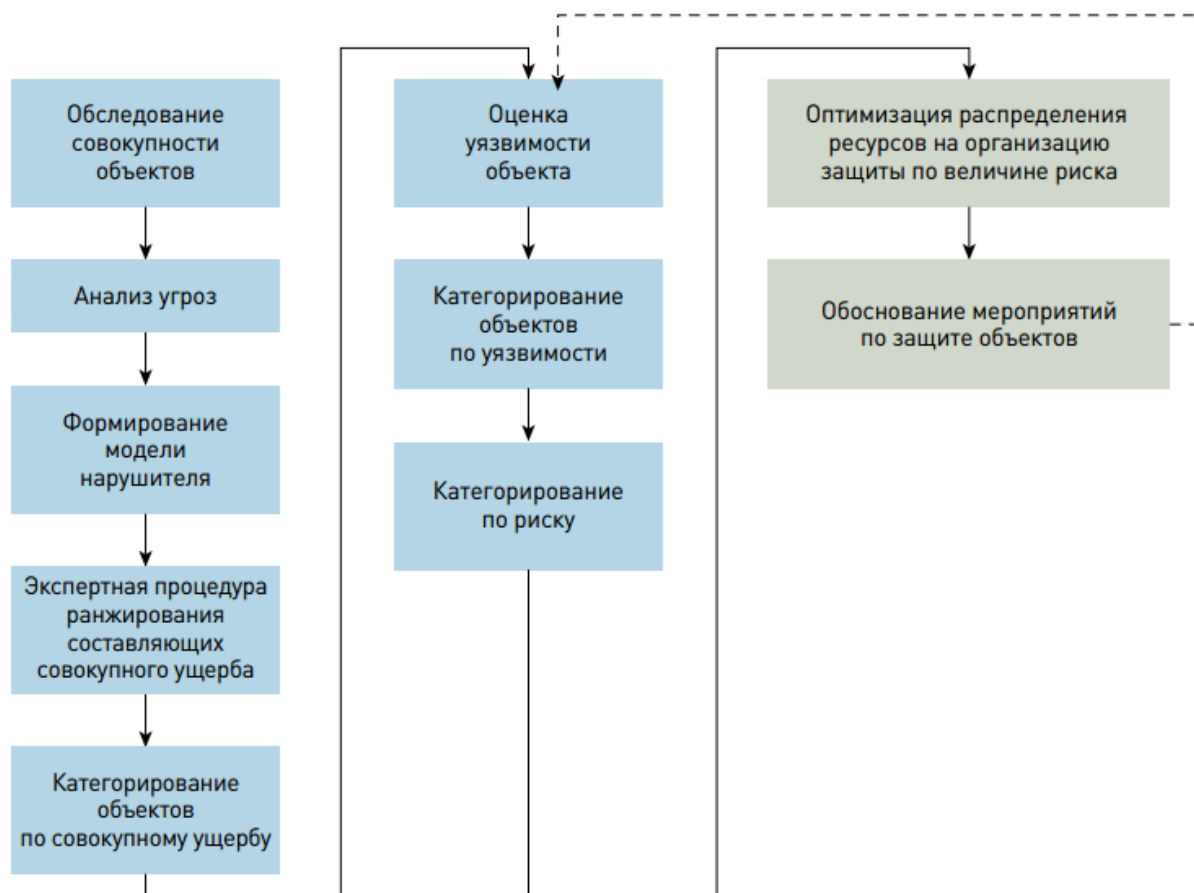 Обследование
совокупности
объектов
Анализ угроз
Формирование
модели
нарушителя
Экспертная процедура
ранжирования
составляющих
совокупного ущерба
Категорирование
объектов
по совокупному ущербу
Оценка
уязвимости
объекта
Категорирование
объектов
по уязвимости
Категорирование
по риску
Оптимизация распределения
ресурсов на организацию
защиты по величине риска
Обоснование мероприятий
по защите объектов